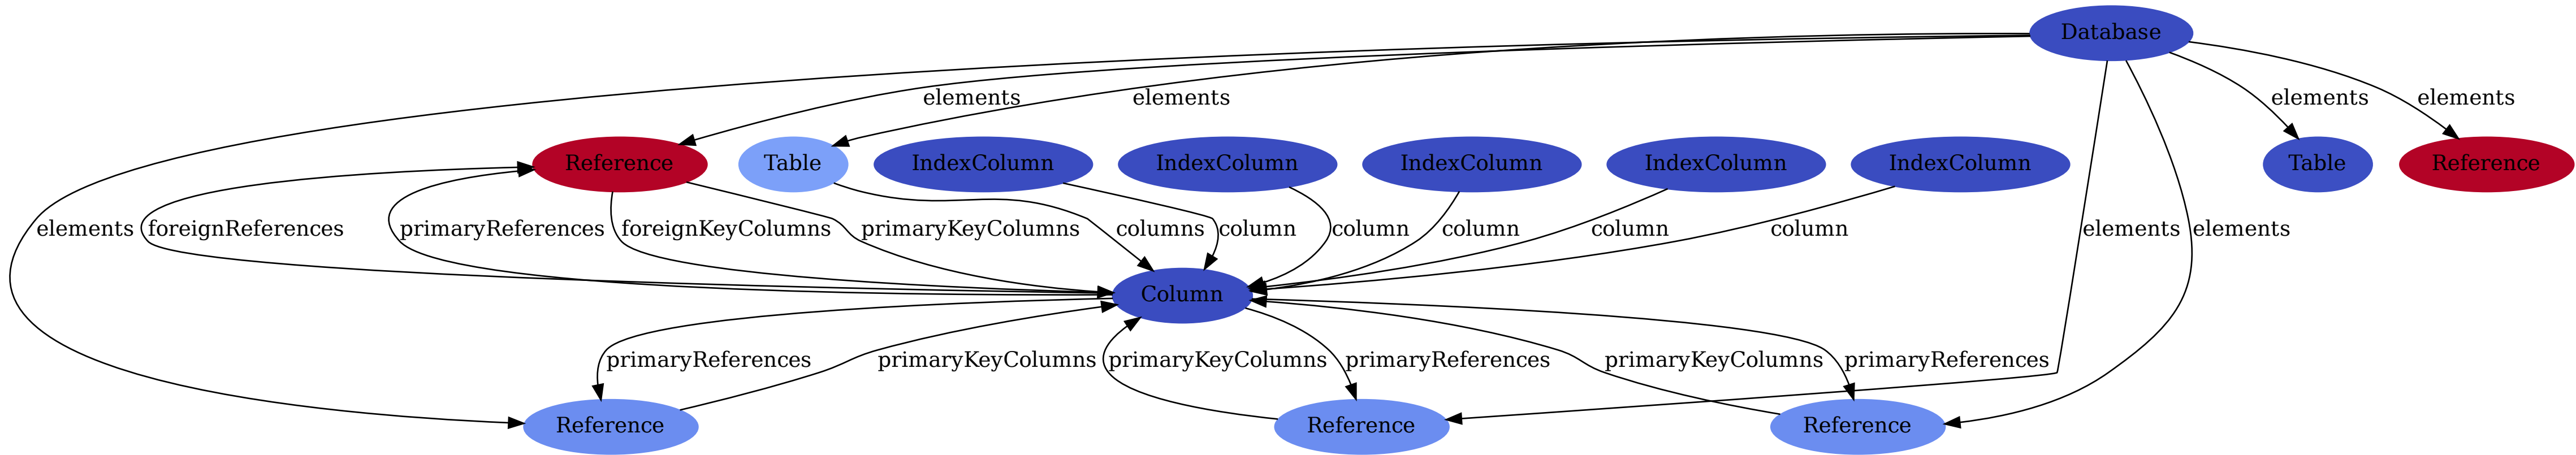 Database
elements
elements
elements
elements
Reference
Table
IndexColumn
IndexColumn
IndexColumn
IndexColumn
IndexColumn
Table
Reference
elements
foreignReferences
primaryReferences
foreignKeyColumns
primaryKeyColumns
columns
column
column
column
column
column
elements
elements
Column
primaryReferences
primaryKeyColumns
primaryKeyColumns
primaryReferences
primaryKeyColumns
primaryReferences
Reference
Reference
Reference